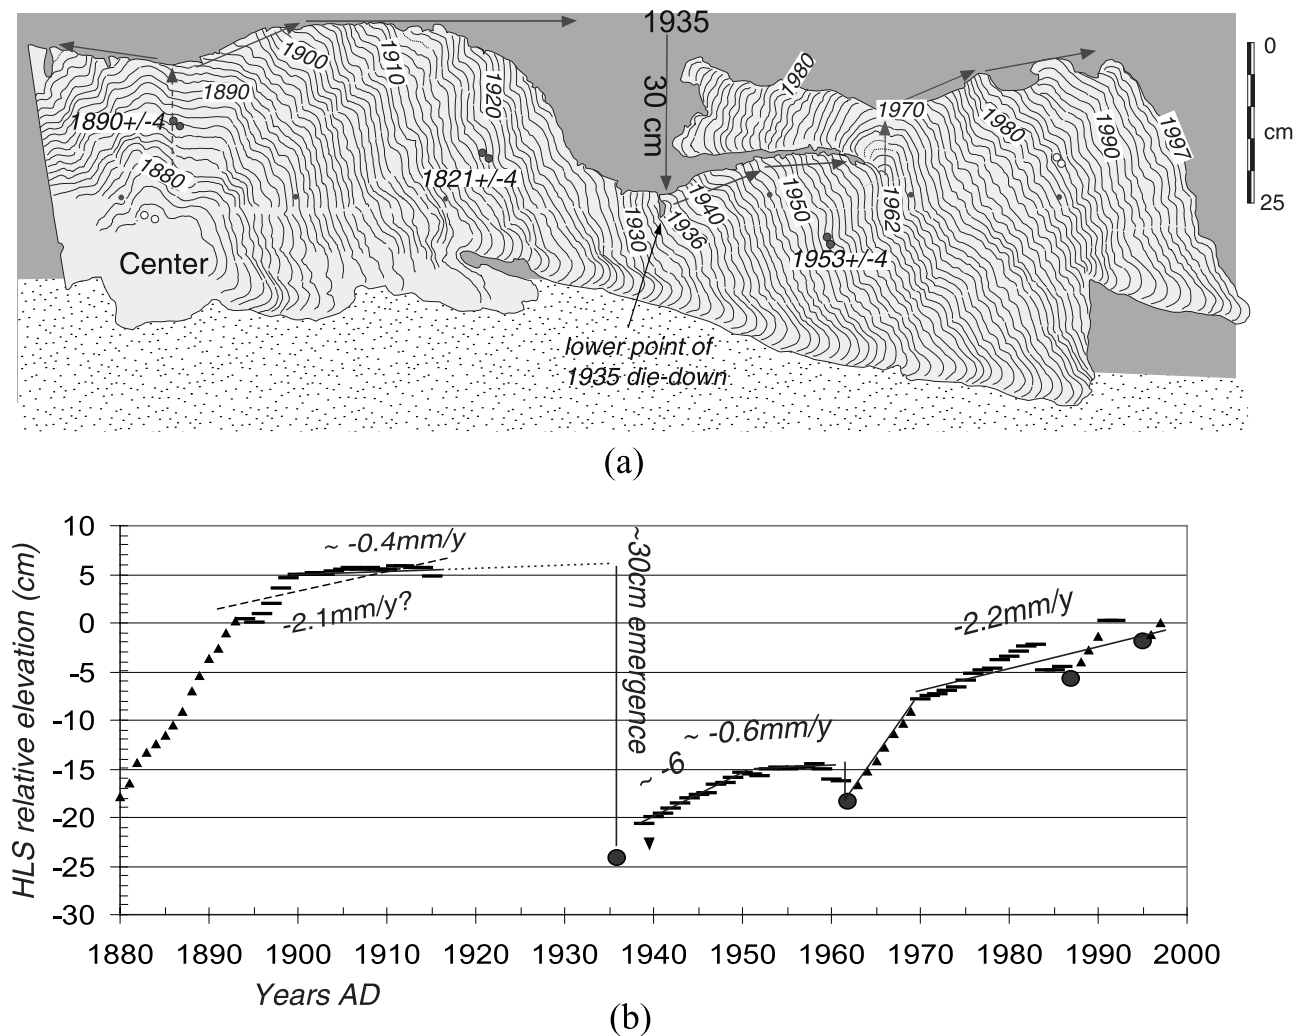 1935
30 cm
0
cm
25
1880
1890
1900
1910
1920
1930
1936
1940
1950
1962
1970
1980
1980
1990
1997
1890+/-4
1821+/-4
1953+/-4
Center
lower point of
1935 die-down
(a)
HLS relative elevation (cm)
10
5
0
-5
-10
-15
-20
-25
-30
~ -0.4mm/y
-2.1mm/y?
~30cm emergence
~ -6
~ -0.6mm/y
-2.2mm/y
1880 1890 1900 1910 1920 1930 1940 1950 1960 1970 1980 1990 2000
Years AD
(b)